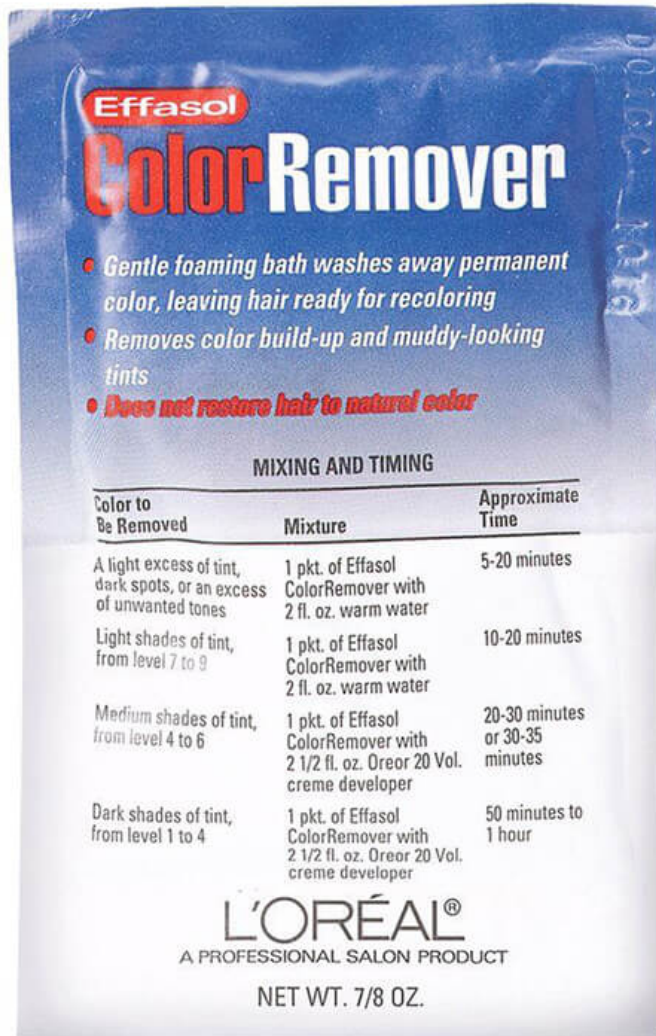 Effasol
ColorRemover
• Gentle foaming bath washes away permanent
color, leaving hair ready for recoloring
• Removes color build-up and muddy-looking
tints
• Does not restore hair to natural color
MIXING AND TIMING
Color to
Be Removed
Mixture
Approximate
Time
A light excess of tint,
dark spots, or an excess
of unwanted tones
1 pkt. of Effasol
ColorRemover with
2 fl. oz. warm water
5-20 minutes
Light shades of tint,
from level 7 to 9
1 pkt. of Effasol
ColorRemover with
2 fl. oz. warm water
10-20 minutes
Medium shades of tint,
from level 4 to 6
1 pkt. of Effasol
ColorRemover with
2 1/2 fl. oz. Oreor 20 Vol.
creme developer
20-30 minutes
or 30-35
minutes
Dark shades of tint,
from level 1 to 4
1 pkt. of Effasol
ColorRemover with
2 1/2 fl. oz. Oreor 20 Vol.
creme developer
50 minutes to
1 hour
L'ORÉAL®
A PROFESSIONAL SALON PRODUCT
NET WT. 7/8 OZ.